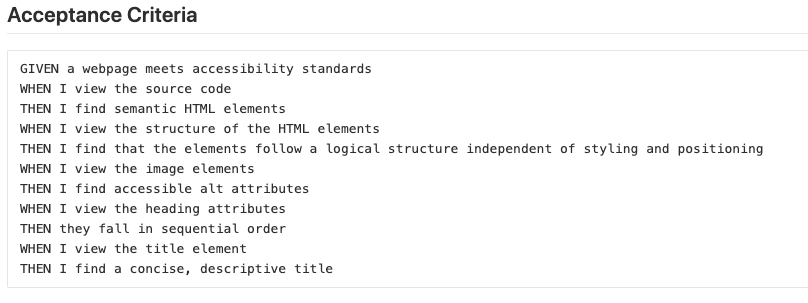 Acceptance Criteria
GIVEN a webpage meets accessibility standards
WHEN I view the source code
THEN I find semantic HTML elements
WHEN I view the structure of the HTML elements
THEN I find that the elements follow a logical structure independent of styling and positioning
WHEN I view the image elements
THEN I find accessible alt attributes
WHEN I view the heading attributes
THEN they fall in sequential order
WHEN I view the title element
THEN I find a concise, descriptive title